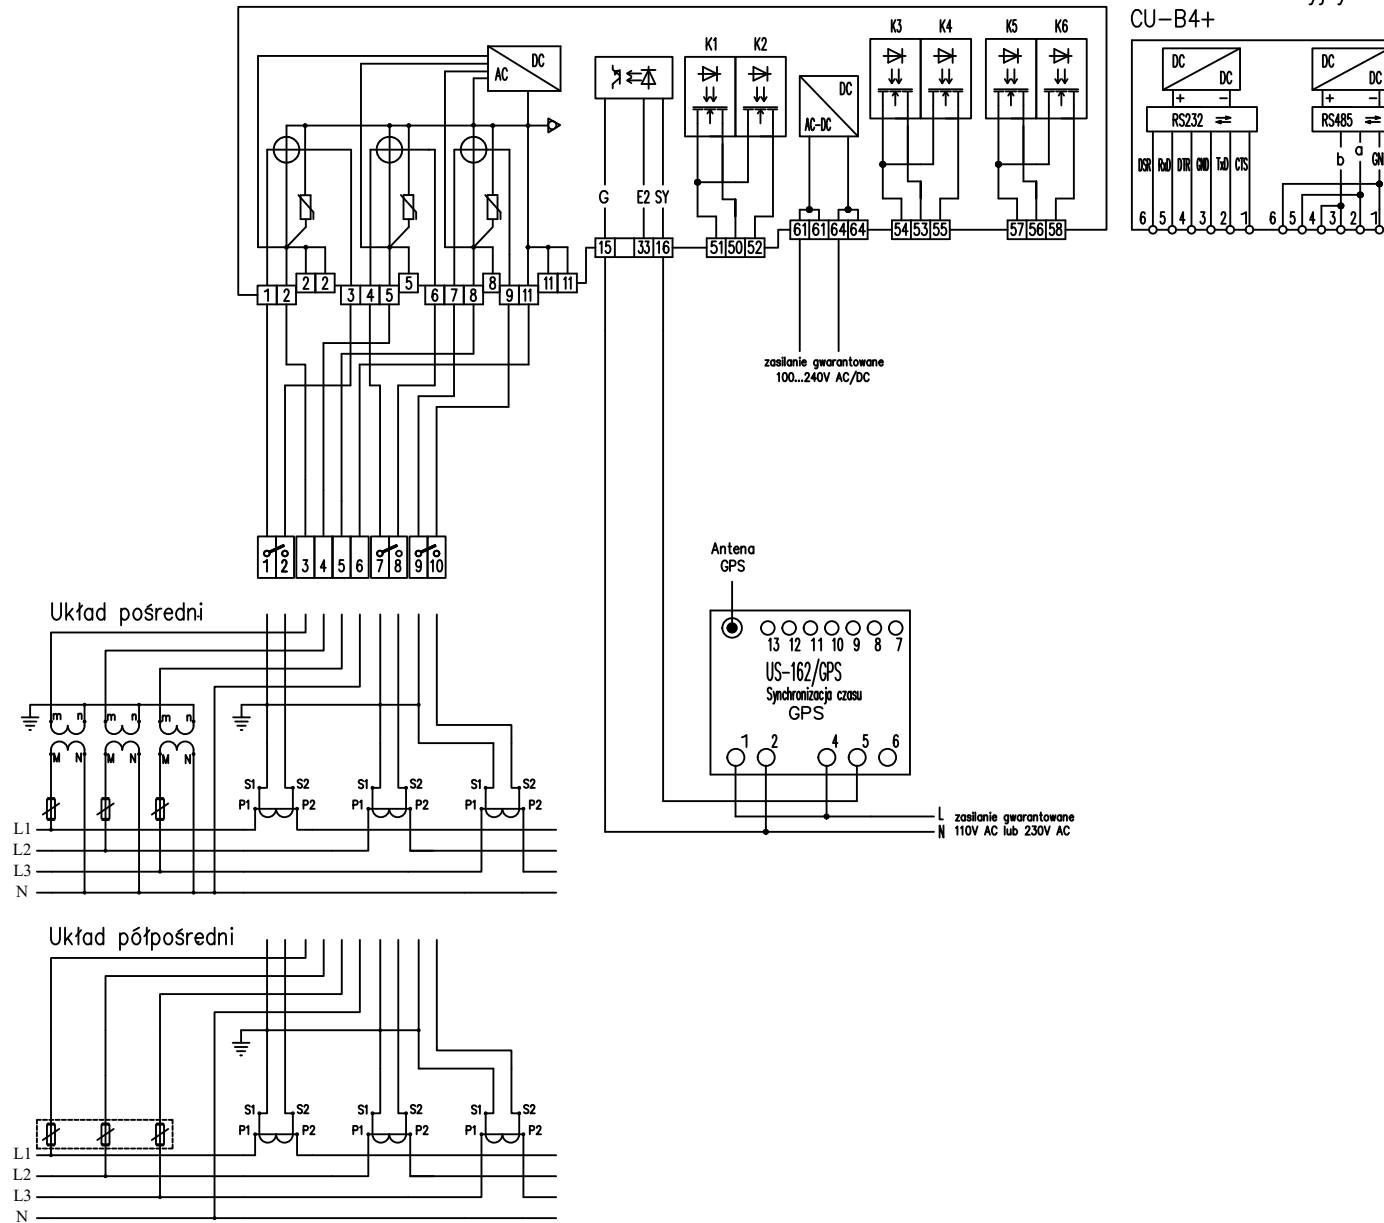 CU-B4+
K1 K2 K3 K4 K5 K6
AC DC
AC-DC DC
DC DC
+ -
RS232
DSR RxD DTR GND TxD CTS
6 5 4 3 2 1
DC DC
+ -
RS485
b a
6 5 4 3 2 1
G E2 SY
15 33 16
51 50 52
61 61 64 64
54 53 55
57 56 58
2 2 5 8 11 11
1 2 3 4 5 6 7 8 9 11
zasilanie gwarantowane
100...240V AC/DC
1 2 3 4 5 6 7 8 9 10
Antena
GPS
13 12 11 10 9 8 7
US-162/GPS
Synchronizacja czasu
GPS
1 2 4 5 6
L zasilanie gwarantowane
N 110V AC lub 230V AC
Układ pośredni
m n m n m n
M N M N M N
S1 S2 S1 S2 S1 S2
P1 P2 P1 P2 P1 P2
L1
L2
L3
N
Układ półpośredni
S1 S2 S1 S2 S1 S2
P1 P2 P1 P2 P1 P2
L1
L2
L3
N